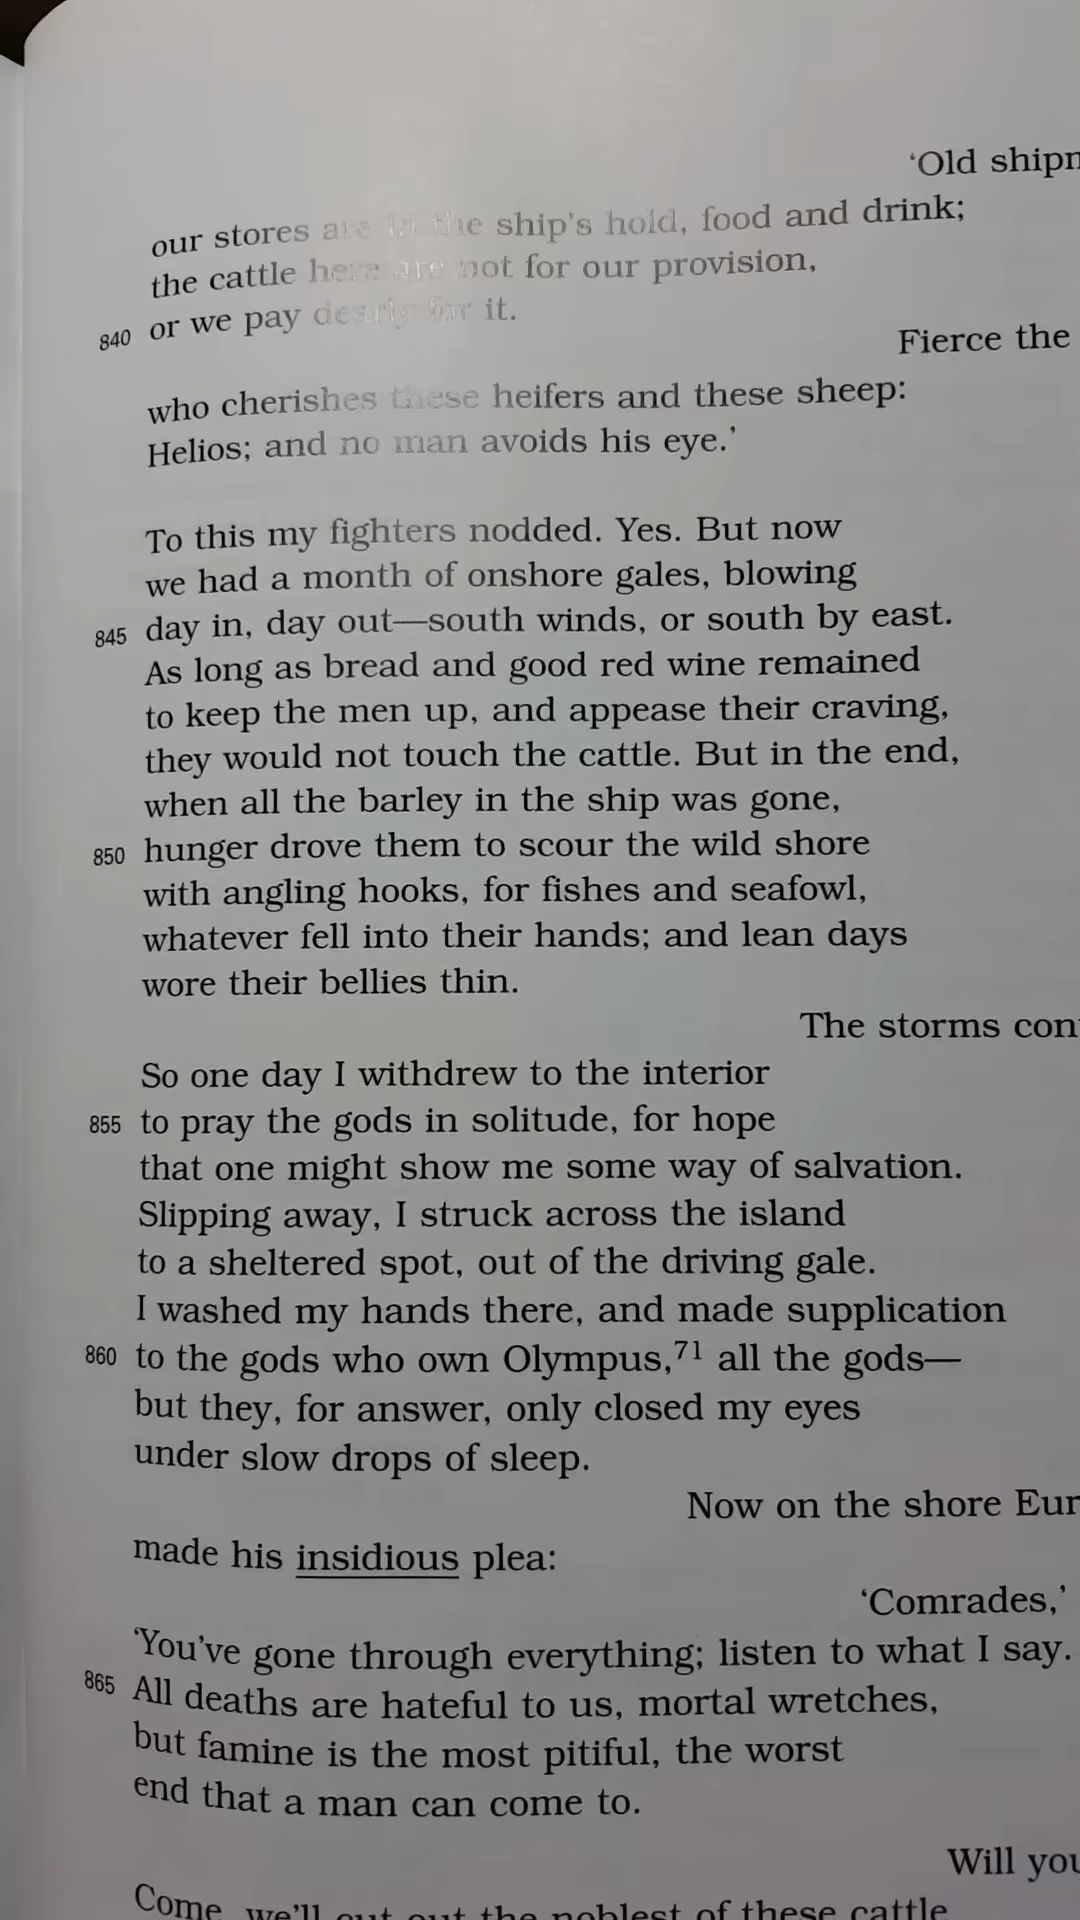 'Old shipm
our stores are in the ship's hold, food and drink;
the cattle here are not for our provision,
840 or we pay dearly for it.
Fierce the
who cherishes these heifers and these sheep:
Helios; and no man avoids his eye.'
To this my fighters nodded. Yes. But now
we had a month of onshore gales, blowing
845 day in, day out—south winds, or south by east.
As long as bread and good red wine remained
to keep the men up, and appease their craving,
they would not touch the cattle. But in the end,
when all the barley in the ship was gone,
850 hunger drove them to scour the wild shore
with angling hooks, for fishes and seafowl,
whatever fell into their hands; and lean days
wore their bellies thin.
The storms con
So one day I withdrew to the interior
855 to pray the gods in solitude, for hope
that one might show me some way of salvation.
Slipping away, I struck across the island
to a sheltered spot, out of the driving gale.
I washed my hands there, and made supplication
860 to the gods who own Olympus,71 all the gods—
but they, for answer, only closed my eyes
under slow drops of sleep.
Now on the shore Eur
made his insidious plea:
'Comrades,'
'You've gone through everything; listen to what I say.
865 All deaths are hateful to us, mortal wretches,
but famine is the most pitiful, the worst
end that a man can come to.
Will you
Come, we'll cut out the noblest of these cattle